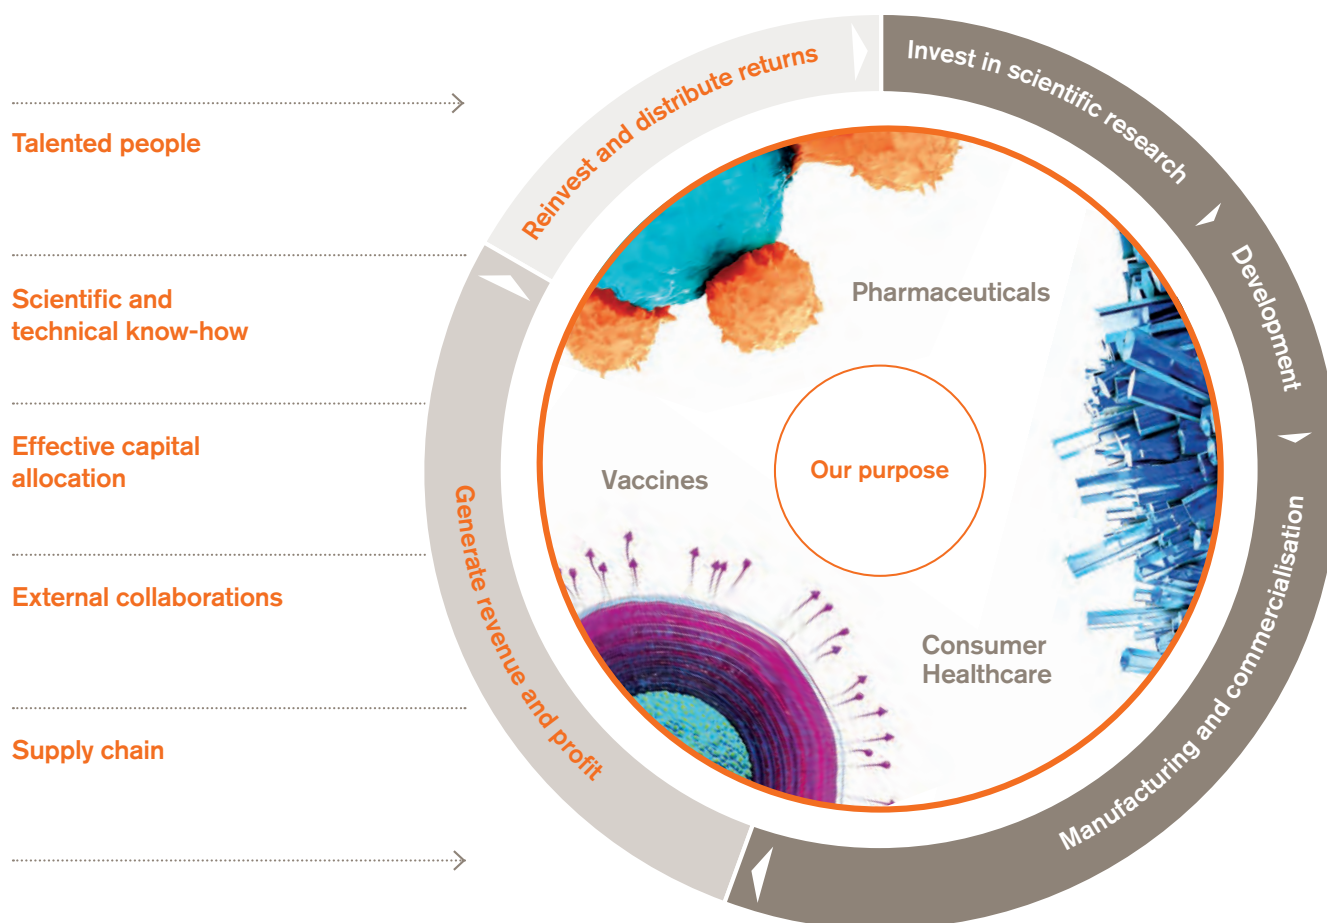 Talented people
Scientific and
technical know-how
Effective capital
allocation
External collaborations
Supply chain
Invest in scientific research
Development
Manufacturing and commercialisation
Generate revenue and profit
Reinvest and distribute returns
Pharmaceuticals
Vaccines
Our purpose
Consumer
Healthcare